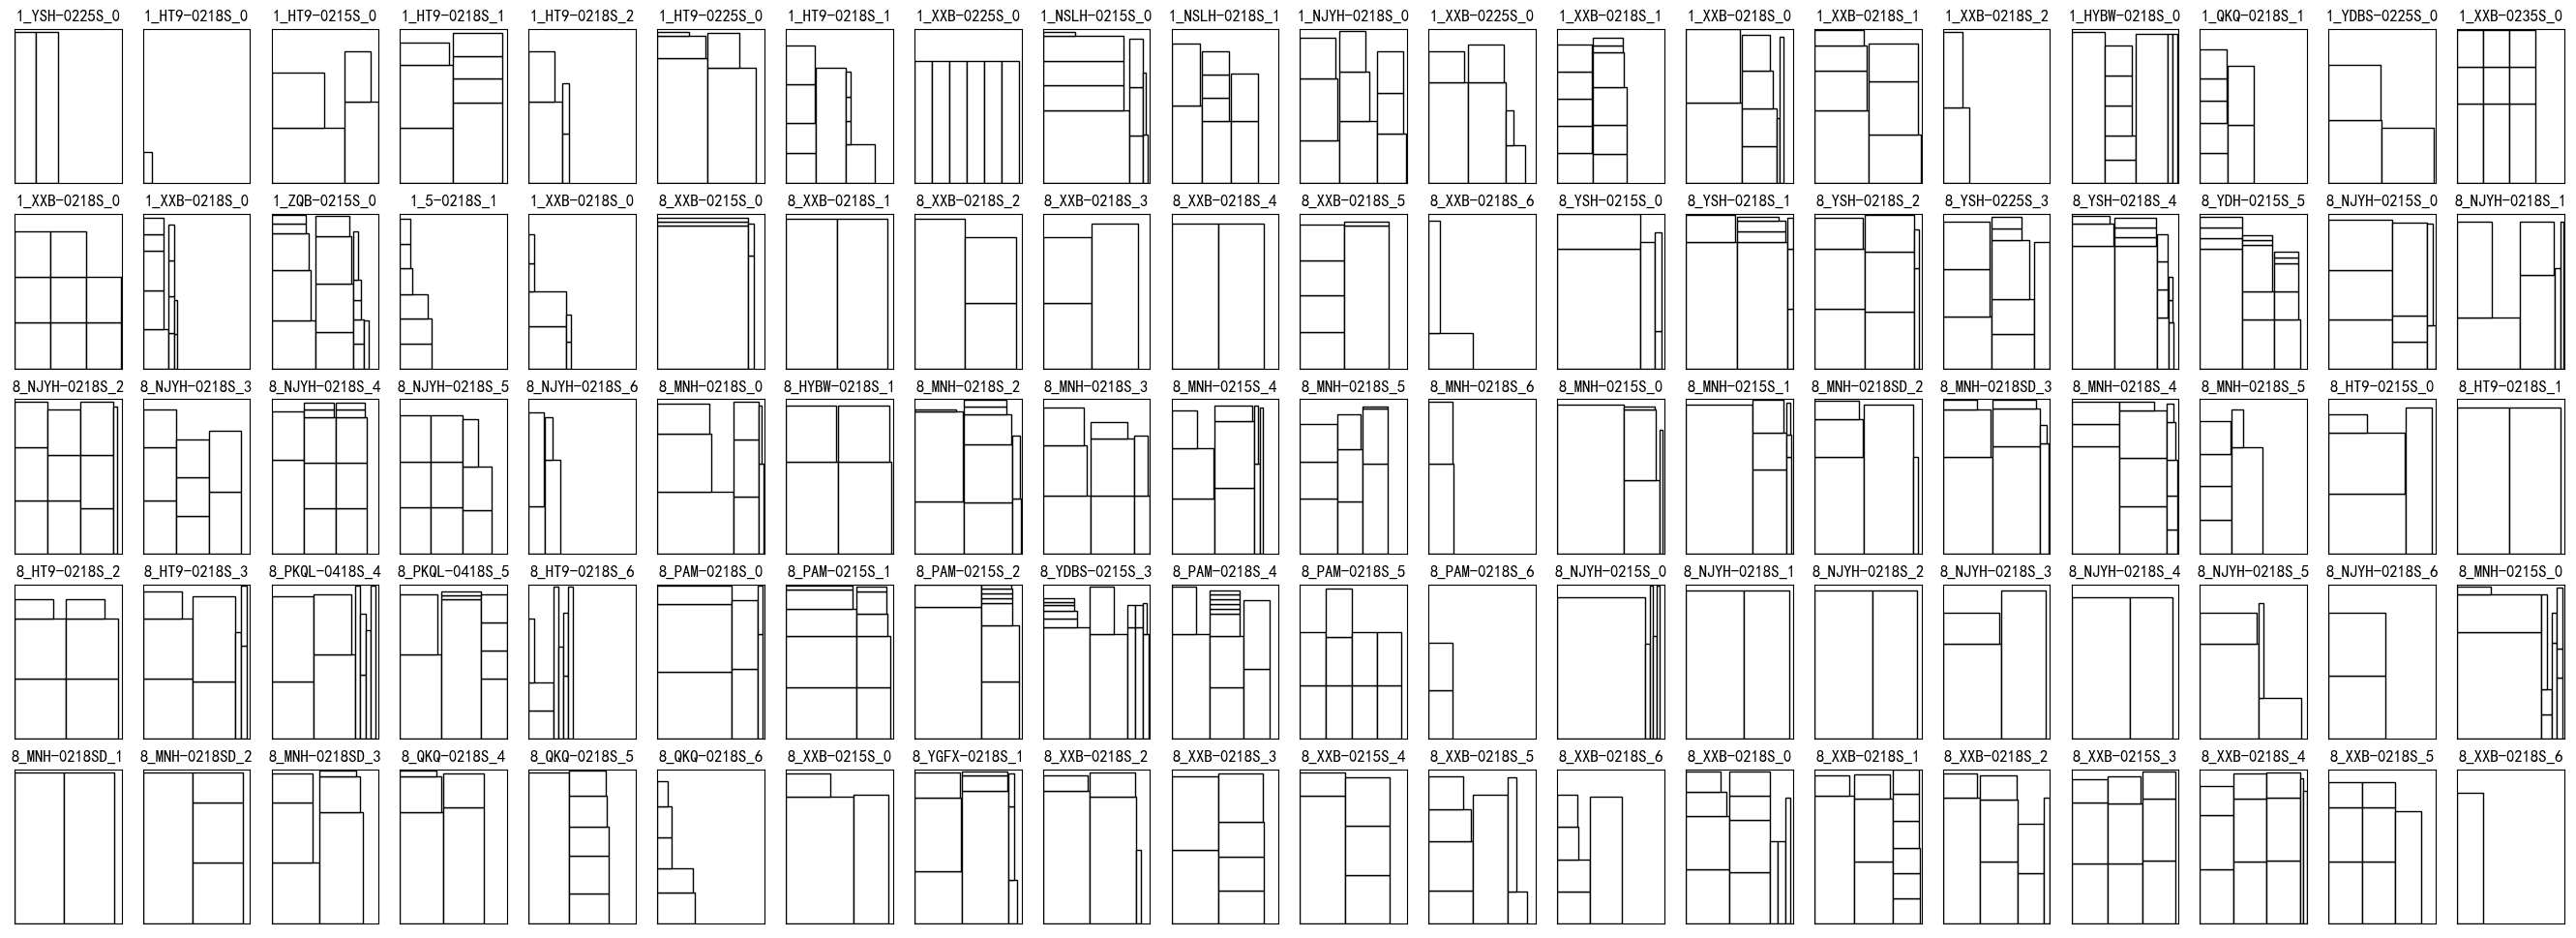 1_YSH-0225S_0 1_HT9-0218S_0 1_HT9-0215S_0 1_HT9-0218S_1 1_HT9-0218S_2 1_HT9-0225S_0 1_HT9-0218S_1 1_XXB-0225S_0 1_NSLH-0215S_0 1_NSLH-0218S_1 1_NJYH-0218S_0 1_XXB-0225S_0 1_XXB-0218S_1 1_XXB-0218S_0 1_XXB-0218S_1 1_XXB-0218S_2 1_HYBW-0218S_0 1_QKQ-0218S_1 1_YDBS-0225S_0 1_XXB-0235S_0
1_XXB-0218S_0 1_XXB-0218S_0 1_ZQB-0215S_0 1_5-0218S_1 1_XXB-0218S_0 8_XXB-0215S_0 8_XXB-0218S_1 8_XXB-0218S_2 8_XXB-0218S_3 8_XXB-0218S_4 8_XXB-0218S_5 8_XXB-0218S_6 8_YSH-0215S_0 8_YSH-0218S_1 8_YSH-0218S_2 8_YSH-0225S_3 8_YSH-0218S_4 8_YDH-0215S_5 8_NJYH-0215S_0 8_NJYH-0218S_1
8_NJYH-0218S_2 8_NJYH-0218S_3 8_NJYH-0218S_4 8_NJYH-0218S_5 8_NJYH-0218S_6 8_MNH-0218S_0 8_HYBW-0218S_1 8_MNH-0218S_2 8_MNH-0218S_3 8_MNH-0215S_4 8_MNH-0218S_5 8_MNH-0218S_6 8_MNH-0215S_0 8_MNH-0215S_1 8_MNH-0218SD_2 8_MNH-0218SD_3 8_MNH-0218S_4 8_MNH-0218S_5 8_HT9-0215S_0 8_HT9-0218S_1
8_HT9-0218S_2 8_HT9-0218S_3 8_PKQL-0418S_4 8_PKQL-0418S_5 8_HT9-0218S_6 8_PAM-0218S_0 8_PAM-0215S_1 8_PAM-0215S_2 8_YDBS-0215S_3 8_PAM-0218S_4 8_PAM-0218S_5 8_PAM-0218S_6 8_NJYH-0215S_0 8_NJYH-0218S_1 8_NJYH-0218S_2 8_NJYH-0218S_3 8_NJYH-0218S_4 8_NJYH-0218S_5 8_NJYH-0218S_6 8_MNH-0215S_0
8_MNH-0218SD_1 8_MNH-0218SD_2 8_MNH-0218SD_3 8_QKQ-0218S_4 8_QKQ-0218S_5 8_QKQ-0218S_6 8_XXB-0215S_0 8_YGFX-0218S_1 8_XXB-0218S_2 8_XXB-0218S_3 8_XXB-0215S_4 8_XXB-0218S_5 8_XXB-0218S_6 8_XXB-0218S_0 8_XXB-0218S_1 8_XXB-0218S_2 8_XXB-0215S_3 8_XXB-0218S_4 8_XXB-0218S_5 8_XXB-0218S_6